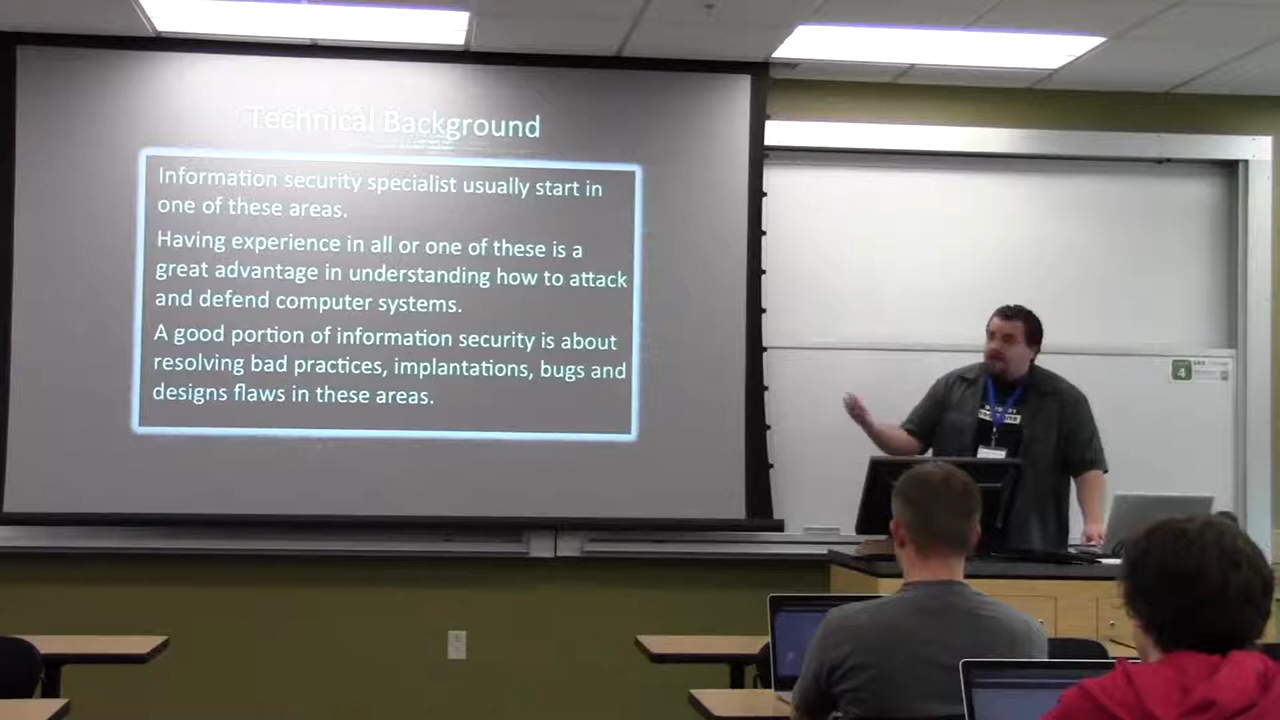 Technical Background
Information security specialist usually start in
one of these areas.
Having experience in all or one of these is a
great advantage in understanding how to attack
and defend computer systems.
A good portion of information security is about
resolving bad practices, implantations, bugs and
designs flaws in these areas.
4